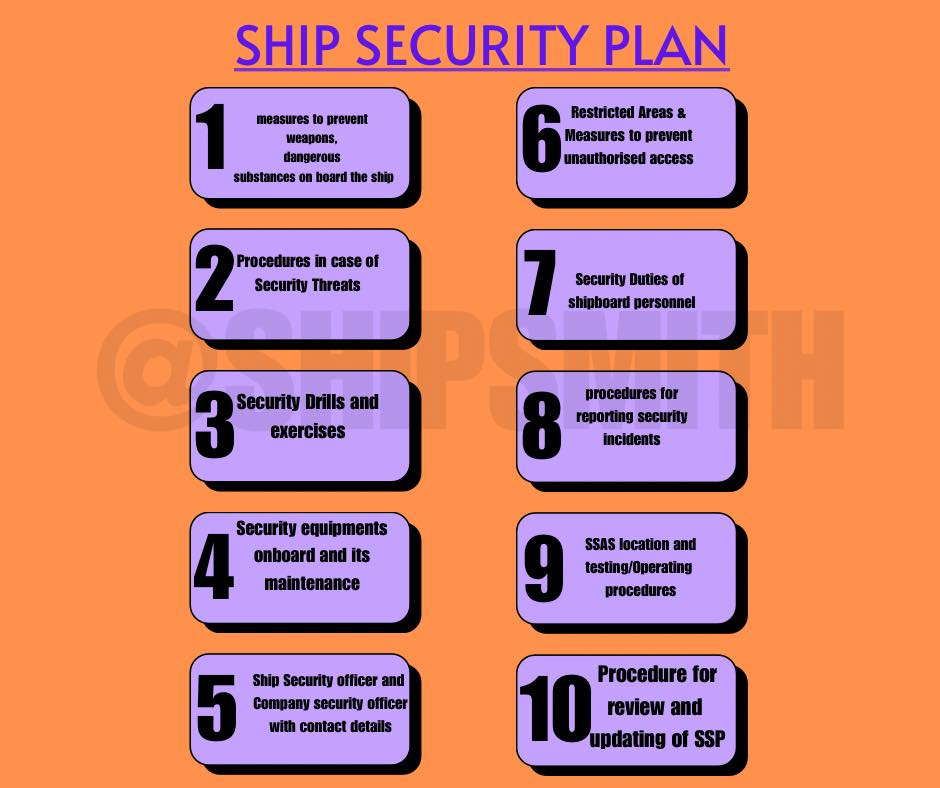 SHIP SECURITY PLAN
1
measures to prevent
weapons,
dangerous
substances on board the ship
2
Procedures in case of
Security Threats
3
Security Drills and
exercises
4
Security equipments
onboard and its
maintenance
5
Ship Security officer and
Company security officer
with contact details
6
Restricted Areas &
Measures to prevent
unauthorised access
7
Security Duties of
shipboard personnel
8
procedures for
reporting security
incidents
9
SSAS location and
testing/Operating
procedures
10
Procedure for
review and
updating of SSP
@SHIPSMITH